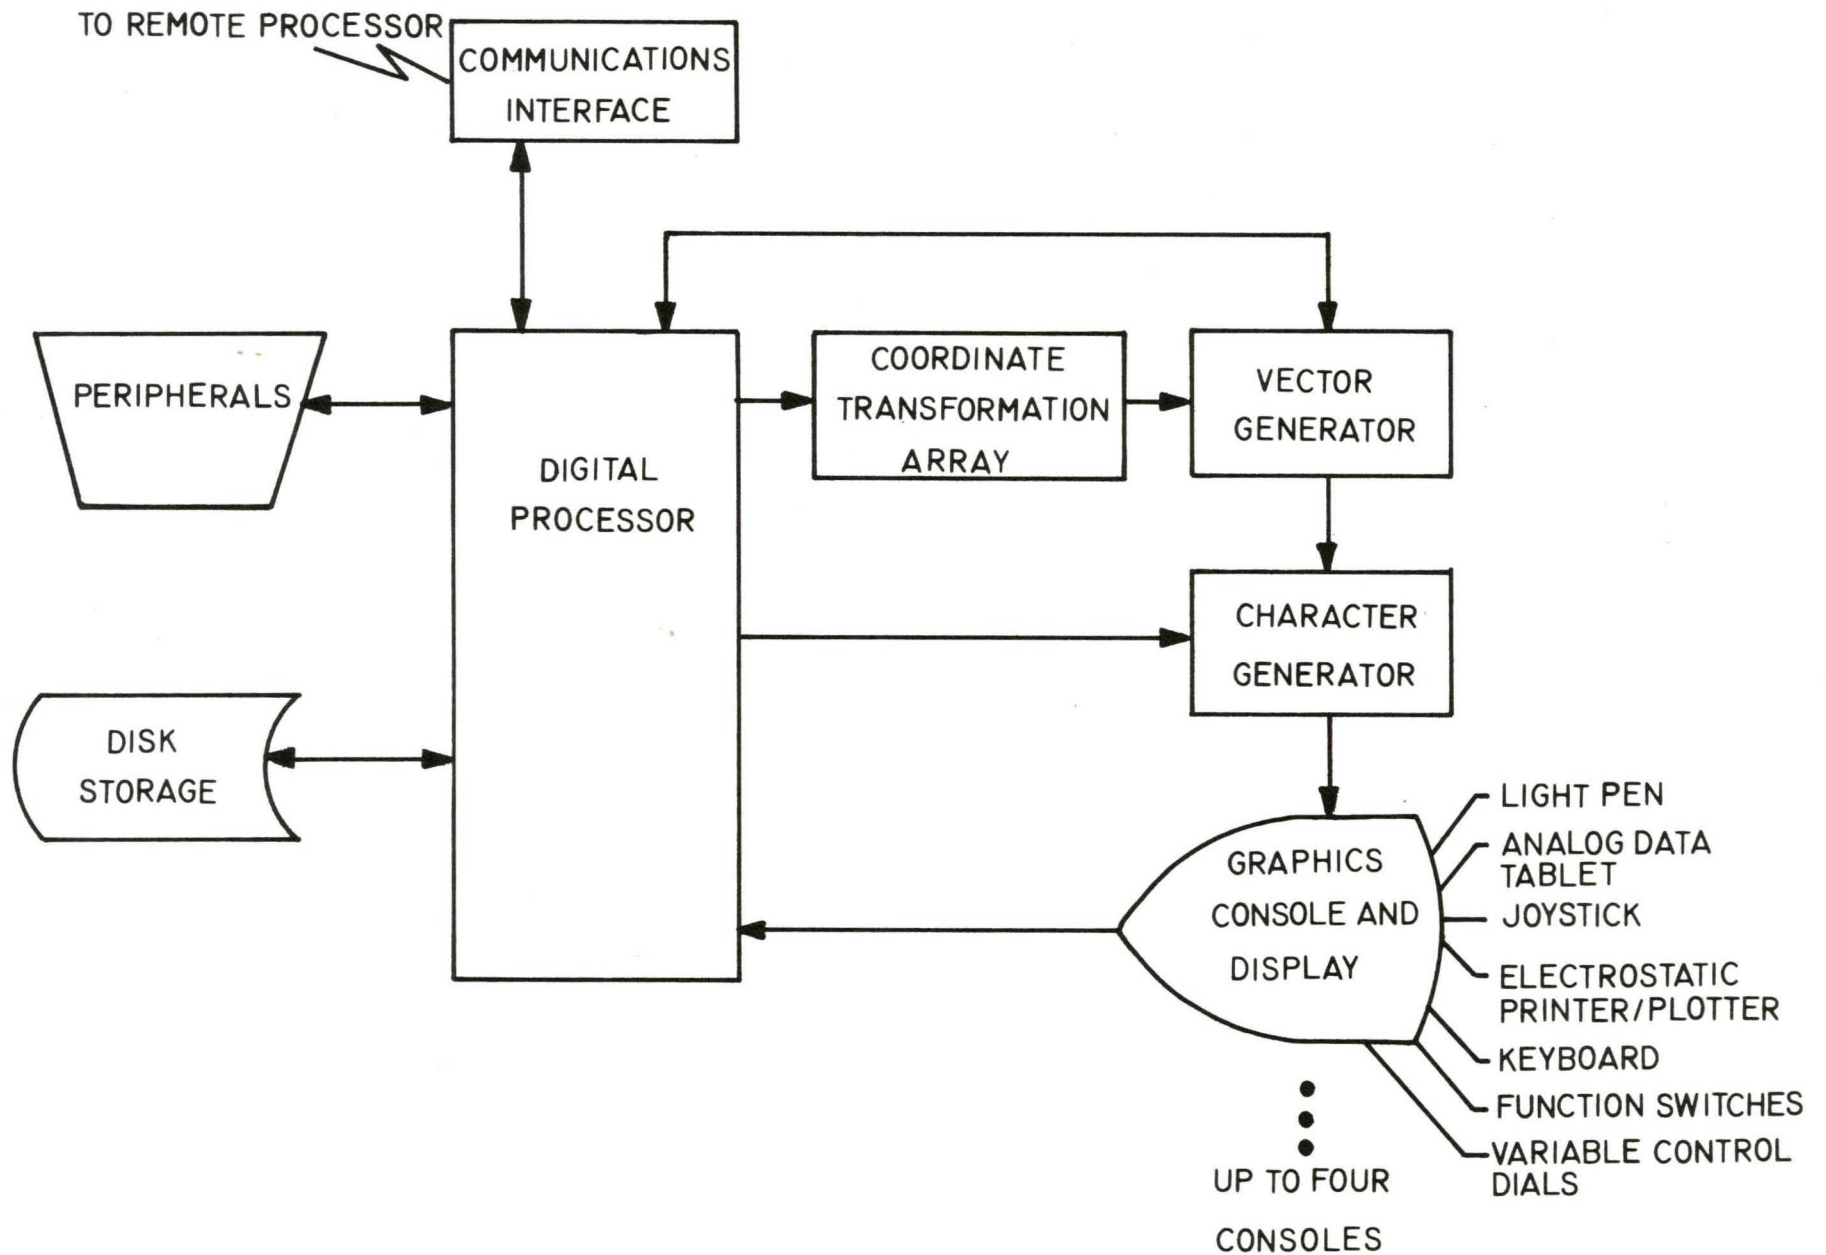 TO REMOTE PROCESSOR
COMMUNICATIONS
INTERFACE
PERIPHERALS
DIGITAL
PROCESSOR
COORDINATE
TRANSFORMATION
ARRAY
VECTOR
GENERATOR
CHARACTER
GENERATOR
DISK
STORAGE
GRAPHICS
CONSOLE AND
DISPLAY
LIGHT PEN
ANALOG DATA
TABLET
JOYSTICK
ELECTROSTATIC
PRINTER/PLOTTER
KEYBOARD
FUNCTION SWITCHES
VARIABLE CONTROL
DIALS
UP TO FOUR
CONSOLES